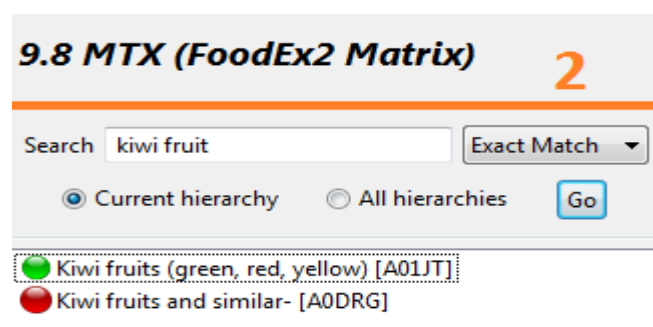 9.8 MTX (FoodEx2 Matrix)
2
Search kiwi fruit Exact Match
Current hierarchy All hierarchies Go
Kiwi fruits (green, red, yellow) [A01JT]
Kiwi fruits and similar- [A0DRG]